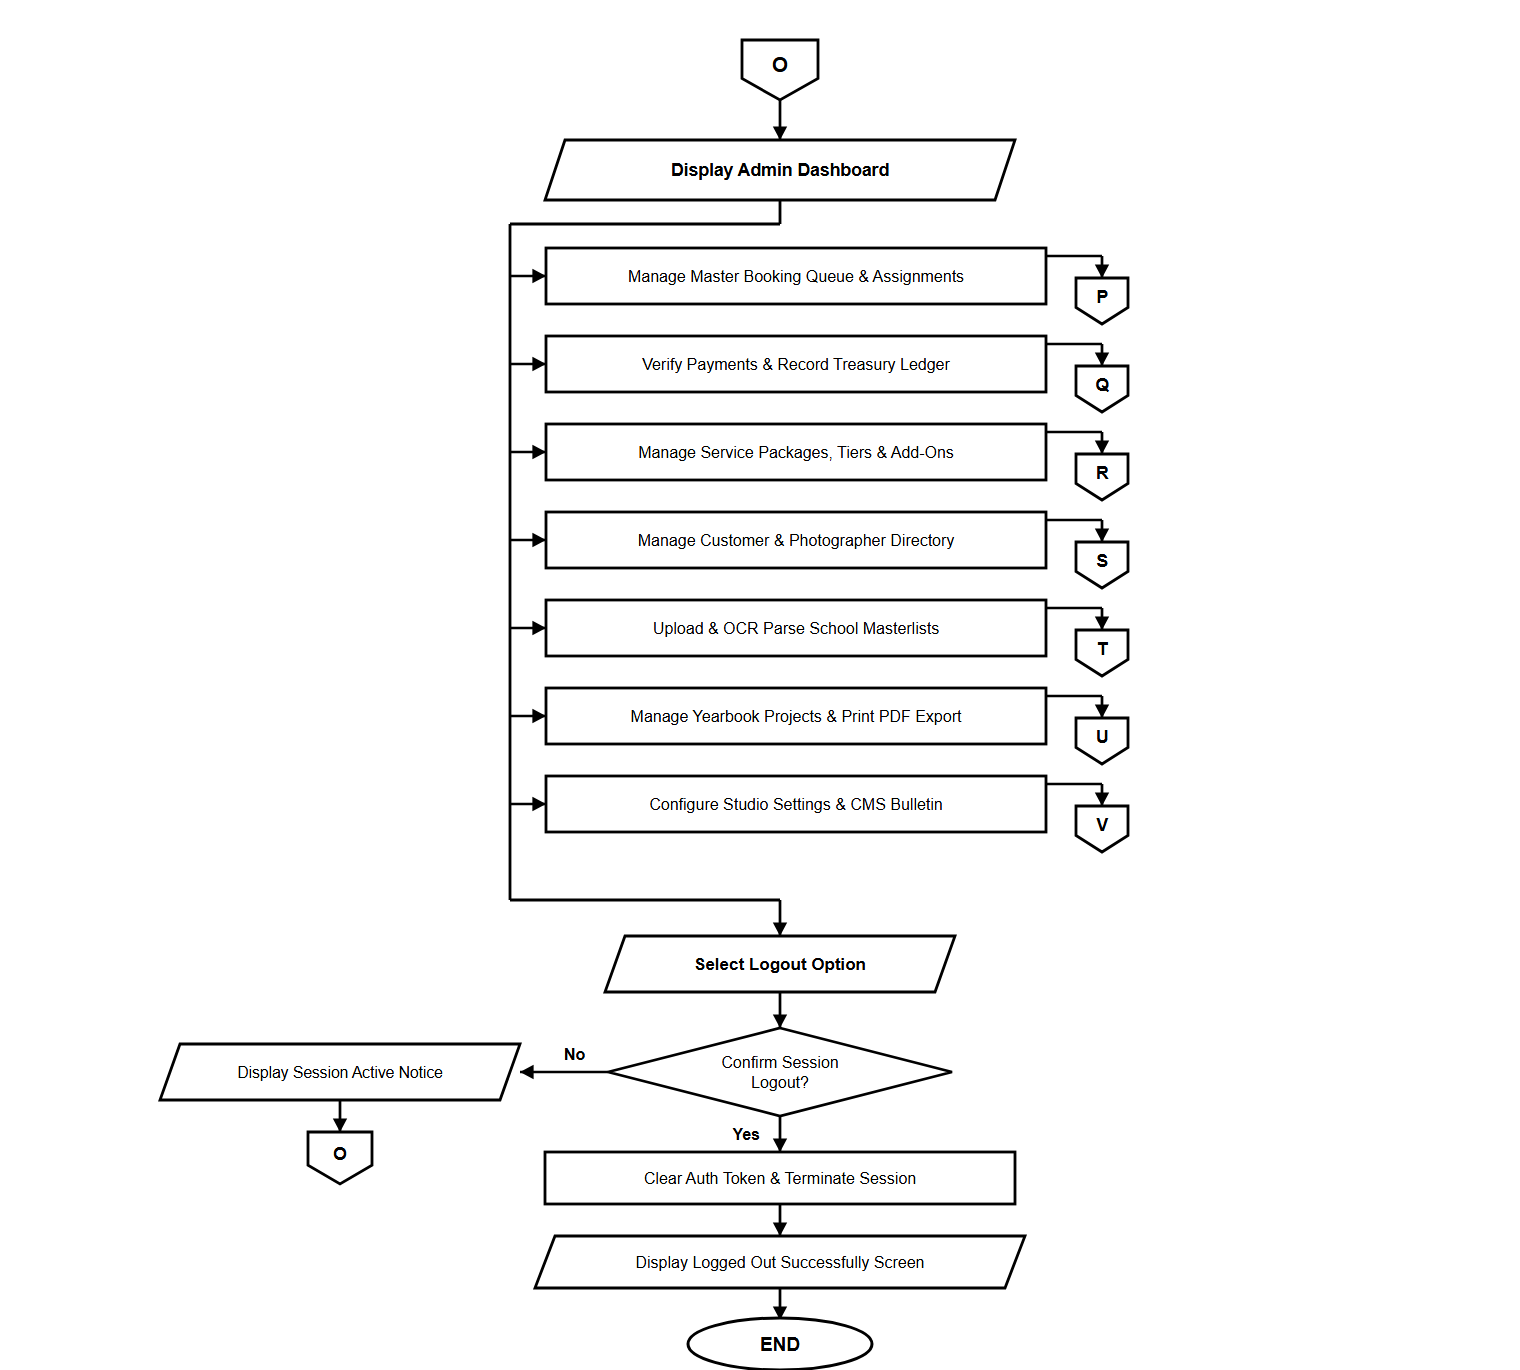 O
Display Admin Dashboard
Manage Master Booking Queue & Assignments
P
Verify Payments & Record Treasury Ledger
Q
Manage Service Packages, Tiers & Add-Ons
R
Manage Customer & Photographer Directory
S
Upload & OCR Parse School Masterlists
T
Manage Yearbook Projects & Print PDF Export
U
Configure Studio Settings & CMS Bulletin
V
Select Logout Option
Confirm Session
Logout?
No
Display Session Active Notice
O
Yes
Clear Auth Token & Terminate Session
Display Logged Out Successfully Screen
END